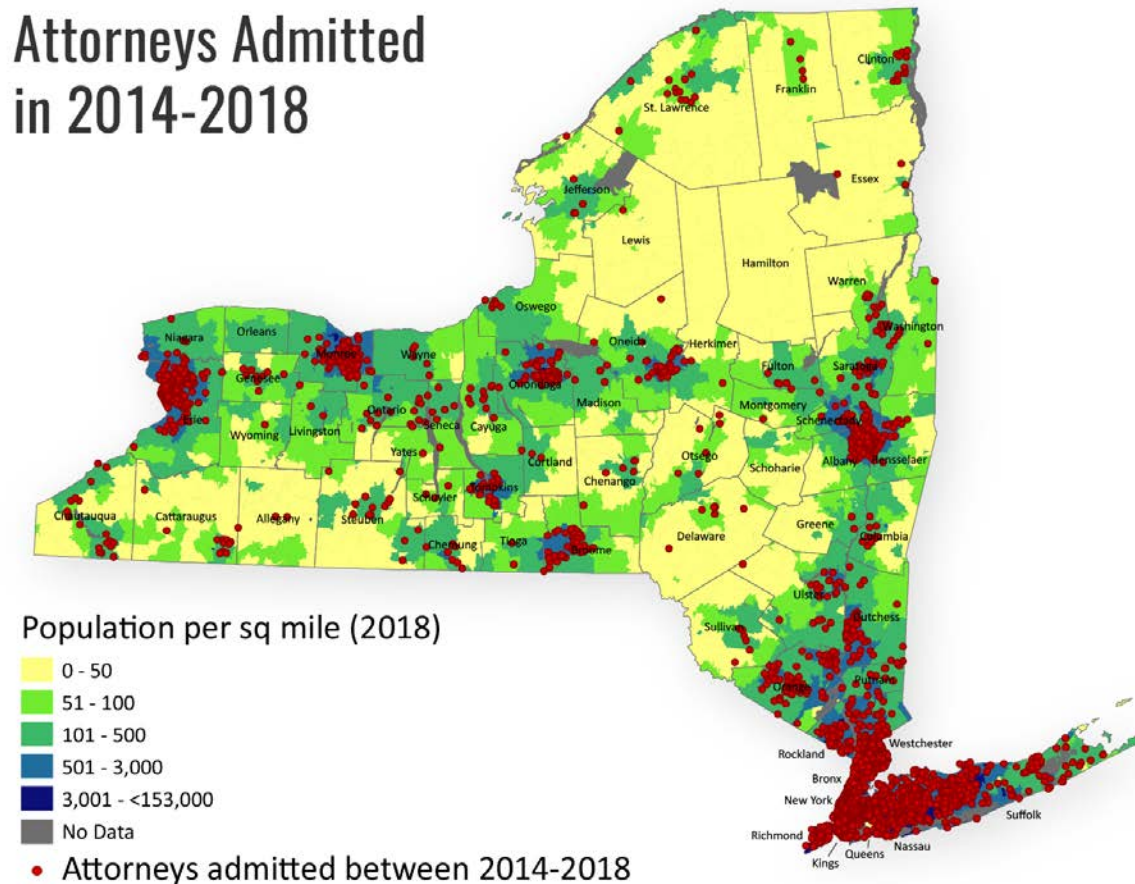 Attorneys Admitted
in 2014-2018
Clinton
Franklin
St. Lawrence
Essex
Jefferson
Lewis
Hamilton
Warren
Oswego
Washington
Niagara
Orleans
Oneida
Herkimer
Monroe
Wayne
Fulton
Saratoga
Genesee
Onondaga
Madison
Montgomery
Ontario
Erie
Seneca
Cayuga
Schenectady
Wyoming
Livingston
Yates
Otsego
Albany
Rensselaer
Cortland
Schoharie
Tompkins
Chenango
Schuyler
Chautauqua
Cattaraugus
Allegany
Steuben
Greene
Columbia
Delaware
Chemung
Tioga
Broome
Ulster
Dutchess
Sullivan
Population per sq mile (2018)
0 - 50
51 - 100
101 - 500
501 - 3,000
3,001 - <153,000
No Data
Attorneys admitted between 2014-2018
Orange
Putnam
Westchester
Rockland
Bronx
New York
Suffolk
Richmond
Nassau
Queens
Kings